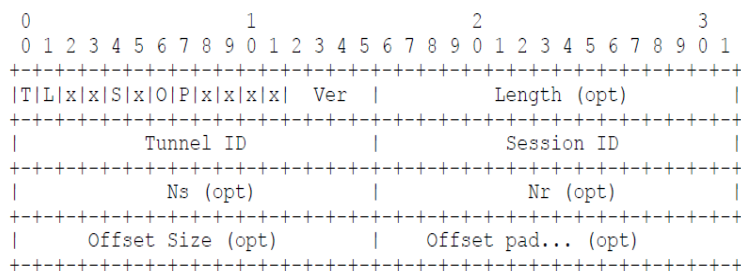 0                   1                   2                   3
 0 1 2 3 4 5 6 7 8 9 0 1 2 3 4 5 6 7 8 9 0 1 2 3 4 5 6 7 8 9 0 1
+-+-+-+-+-+-+-+-+-+-+-+-+-+-+-+-+-+-+-+-+-+-+-+-+-+-+-+-+-+-+-+-+
|T|L|x|x|S|x|O|P|x|x|x|x|  Ver  |          Length (opt)         |
+-+-+-+-+-+-+-+-+-+-+-+-+-+-+-+-+-+-+-+-+-+-+-+-+-+-+-+-+-+-+-+-+
|           Tunnel ID           |           Session ID          |
+-+-+-+-+-+-+-+-+-+-+-+-+-+-+-+-+-+-+-+-+-+-+-+-+-+-+-+-+-+-+-+-+
|             Ns (opt)          |             Nr (opt)          |
+-+-+-+-+-+-+-+-+-+-+-+-+-+-+-+-+-+-+-+-+-+-+-+-+-+-+-+-+-+-+-+-+
|      Offset Size (opt)        |    Offset pad... (opt)
+-+-+-+-+-+-+-+-+-+-+-+-+-+-+-+-+-+-+-+-+-+-+-+-+-+-+-+-+-+-+-+-+